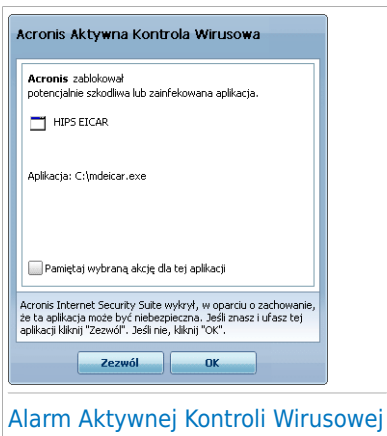 Acronis Aktywna Kontrola Wirusowa
Acronis zablokował
potencjalnie szkodliwa lub zainfekowana aplikacja.
HIPS EICAR
Aplikacja: C:\mdeicar.exe
Pamiętaj wybraną akcję dla tej aplikacji
Acronis Internet Security Suite wykrył, w oparciu o zachowanie,
że ta aplikacja może być niebezpieczna. Jeśli znasz i ufasz tej
aplikacji kliknij "Zezwól". Jeśli nie, kliknij "OK".
Zezwól OK
Alarm Aktywnej Kontroli Wirusowej